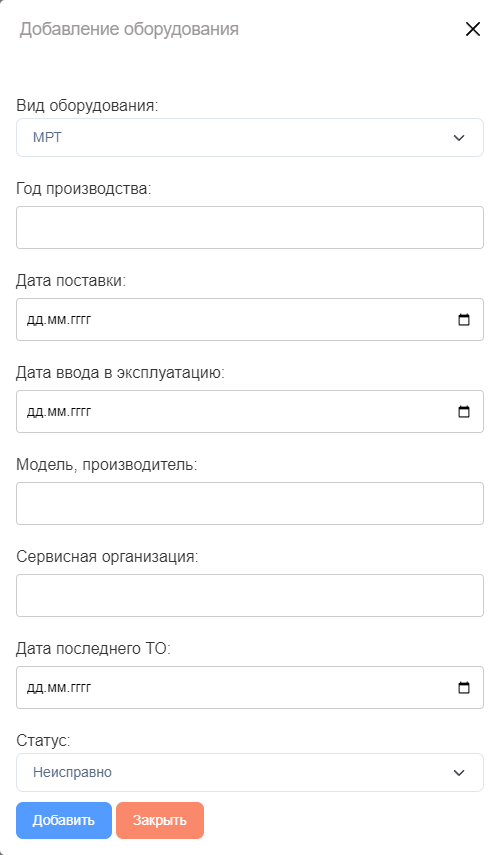 Добавление оборудования
Вид оборудования:
МРТ
Год производства:
Дата поставки:
дд.мм.гггг
Дата ввода в эксплуатацию:
дд.мм.гггг
Модель, производитель:
Сервисная организация:
Дата последнего ТО:
дд.мм.гггг
Статус:
Неисправно
Добавить Закрыть